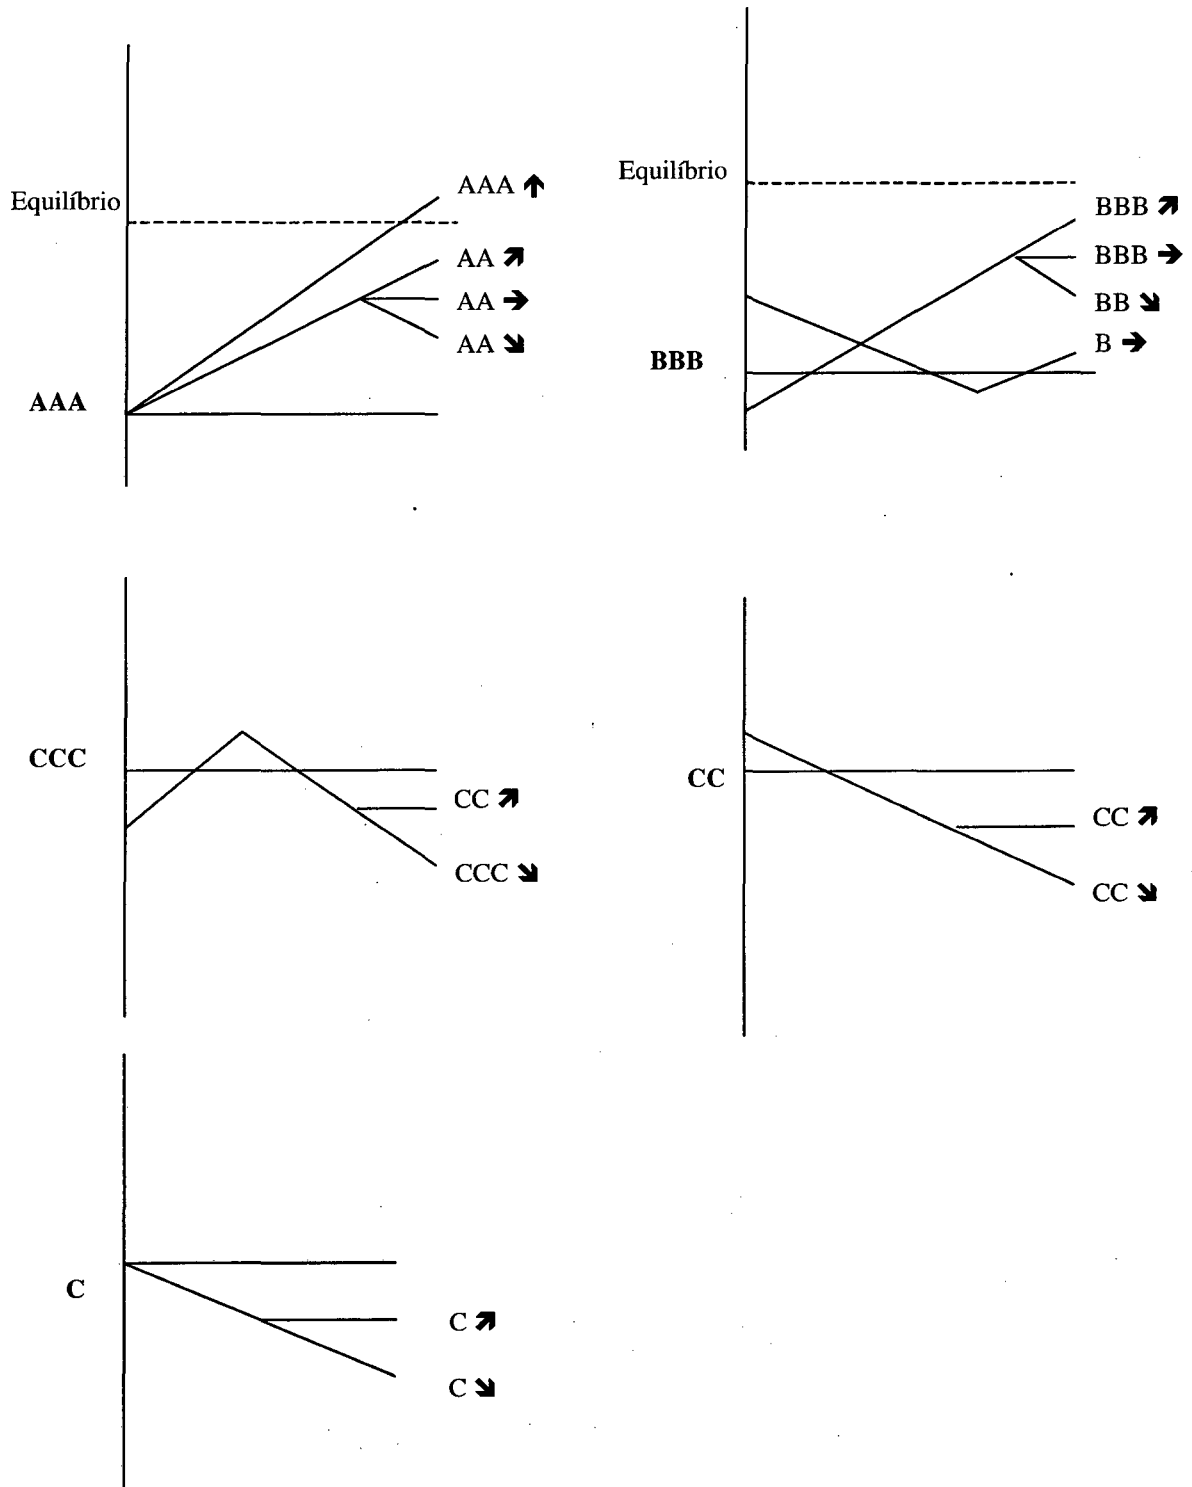 Equilíbrio
AAA ↑
AA ↗
AA →
AA ↘
AAA
Equilíbrio
BBB ↗
BBB →
BB ↘
B →
BBB
CCC
CC ↗
CCC ↘
CC
CC ↗
CC ↘
C
C ↗
C ↘